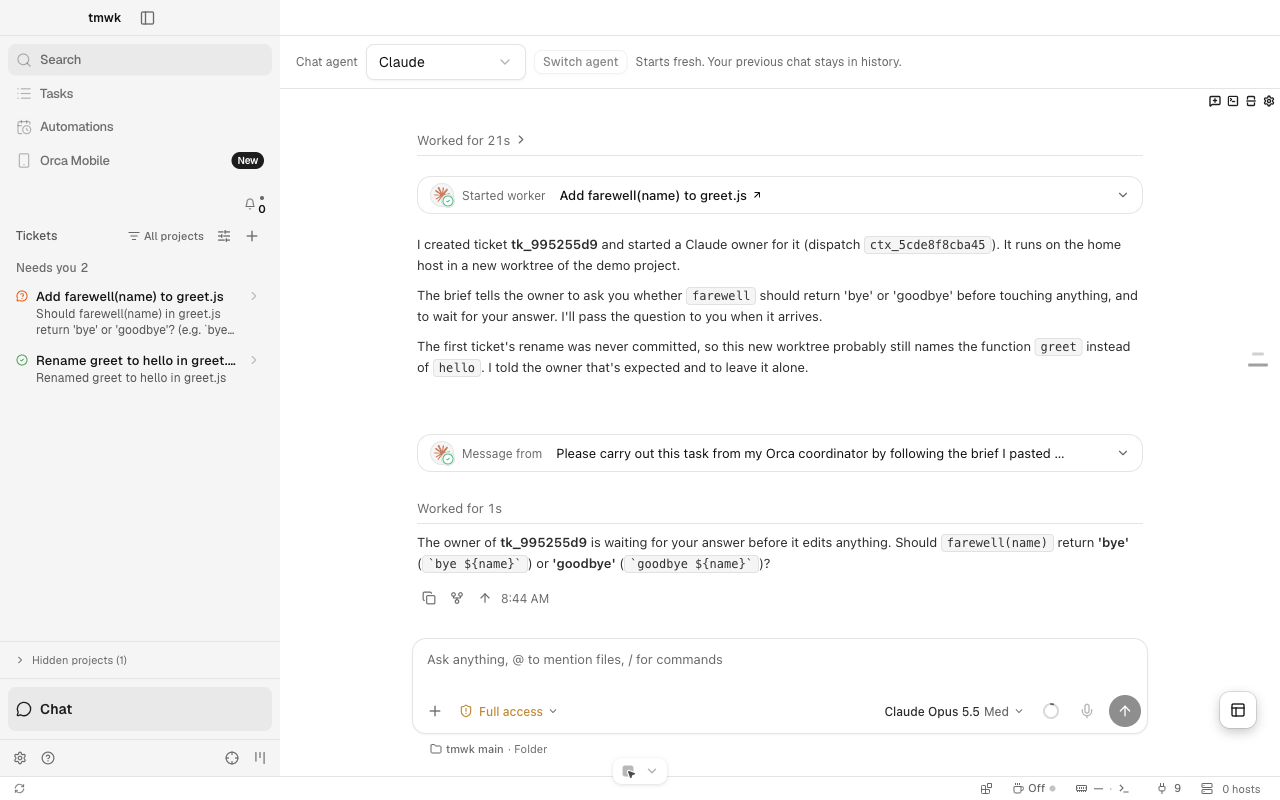 tmwk
Search
Tasks
Automations
Orca Mobile
New
0
Tickets
All projects
Needs you 2
Add farewell(name) to greet.js
Should farewell(name) in greet.js
return 'bye' or 'goodbye'? (e.g. `bye...
Rename greet to hello in greet....
Renamed greet to hello in greet.js
Hidden projects (1)
Chat
Chat agent
Claude
Switch agent
Starts fresh. Your previous chat stays in history.
Worked for 21s
Started worker Add farewell(name) to greet.js
I created ticket tk_995255d9 and started a Claude owner for it (dispatch ctx_5cde8f8cba45 ). It runs on the home
host in a new worktree of the demo project.
The brief tells the owner to ask you whether farewell should return 'bye' or 'goodbye' before touching anything, and
to wait for your answer. I'll pass the question to you when it arrives.
The first ticket's rename was never committed, so this new worktree probably still names the function greet instead
of hello . I told the owner that's expected and to leave it alone.
Message from Please carry out this task from my Orca coordinator by following the brief I pasted ...
Worked for 1s
The owner of tk_995255d9 is waiting for your answer before it edits anything. Should farewell(name) return 'bye'
( `bye ${name}` ) or 'goodbye' ( `goodbye ${name}` )?
8:44 AM
Ask anything, @ to mention files, / for commands
Full access
Claude Opus 5.5 Med
tmwk main · Folder
Off
9
0 hosts